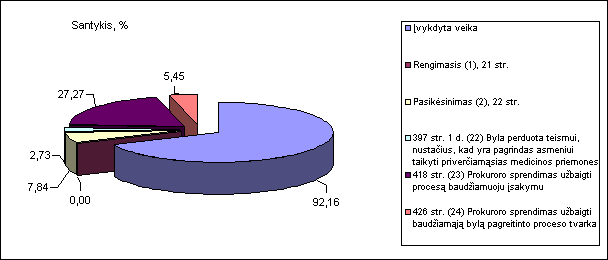 Santykis, %
5,45
27,27
2,73
7,84
0,00
92,16
Įvykdyta veika
Rengimasis (1), 21 str.
Pasikėsinimas (2), 22 str.
397 str. 1 d. (22) Byla perduota teismui,
nustačius, kad yra pagrindas asmeniui
taikyti priverčiamąsias medicinos priemones
418 str. (23) Prokuroro sprendimas užbaigti
procesą baudžiamuoju įsakymu
426 str. (24) Prokuroro sprendimas užbaigti
baudžiamąją bylą pagreitinto proceso tvarka